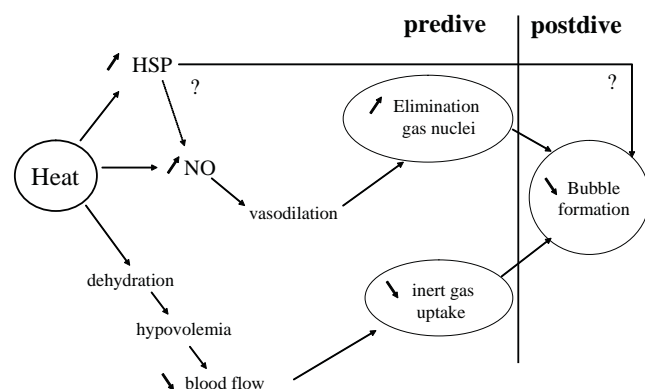 predive postdive
HSP
?
?
Elimination
gas nuclei
NO
Heat
Bubble
formation
vasodilation
dehydration
inert gas
uptake
hypovolemia
blood flow